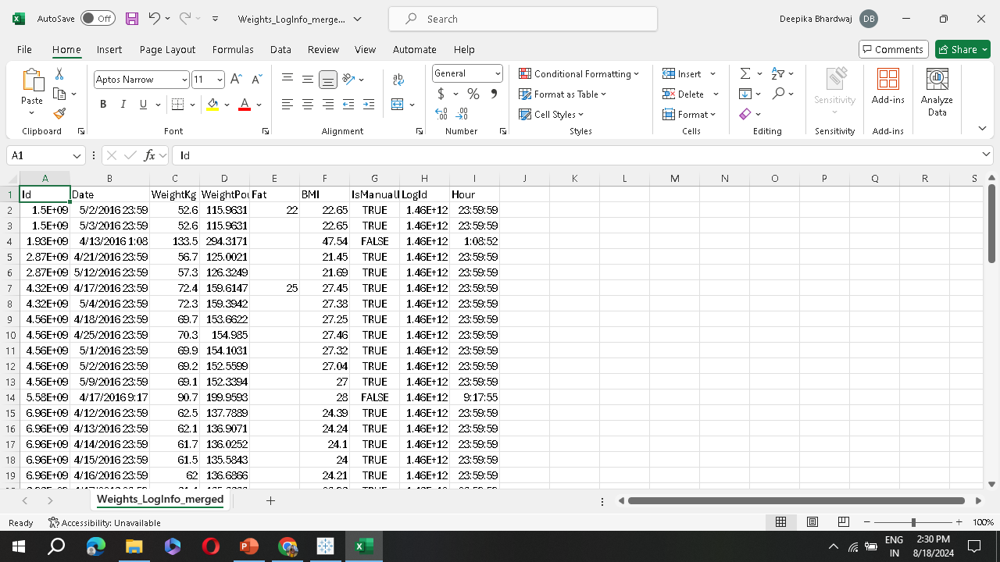 AutoSave Off Weights_LogInfo_merge... Search Deepika Bhardwaj DB
File Home Insert Page Layout Formulas Data Review View Automate Help Comments Share
Aptos Narrow 11 General Conditional Formatting Insert
Paste Format as Table Delete Sensitivity Add-ins Analyze Data
B I U A Cell Styles Format
Clipboard Font Alignment Number Styles Cells Editing Sensitivity Add-ins
A1 fx Id
A B C D E F G H I J K L M N O P Q R S
1 Id Date WeightKg WeightPou Fat BMI IsManualI LogId Hour
2 1.5E+09 5/2/2016 23:59 52.6 115.9631 22 22.65 TRUE 1.46E+12 23:59:59
3 1.5E+09 5/3/2016 23:59 52.6 115.9631 22.65 TRUE 1.46E+12 23:59:59
4 1.93E+09 4/13/2016 1:08 133.5 294.3171 47.54 FALSE 1.46E+12 1:08:52
5 2.87E+09 4/21/2016 23:59 56.7 125.0021 21.45 TRUE 1.46E+12 23:59:59
6 2.87E+09 5/12/2016 23:59 57.3 126.3249 21.69 TRUE 1.46E+12 23:59:59
7 4.32E+09 4/17/2016 23:59 72.4 159.6147 25 27.45 TRUE 1.46E+12 23:59:59
8 4.32E+09 5/4/2016 23:59 72.3 159.3942 27.38 TRUE 1.46E+12 23:59:59
9 4.56E+09 4/18/2016 23:59 69.7 153.6622 27.25 TRUE 1.46E+12 23:59:59
10 4.56E+09 4/25/2016 23:59 70.3 154.985 27.46 TRUE 1.46E+12 23:59:59
11 4.56E+09 5/1/2016 23:59 69.9 154.1031 27.32 TRUE 1.46E+12 23:59:59
12 4.56E+09 5/2/2016 23:59 69.2 152.5599 27.04 TRUE 1.46E+12 23:59:59
13 4.56E+09 5/9/2016 23:59 69.1 152.3394 27 TRUE 1.46E+12 23:59:59
14 5.58E+09 4/17/2016 9:17 90.7 199.9593 28 FALSE 1.46E+12 9:17:55
15 6.96E+09 4/12/2016 23:59 62.5 137.7889 24.39 TRUE 1.46E+12 23:59:59
16 6.96E+09 4/13/2016 23:59 62.1 136.9071 24.24 TRUE 1.46E+12 23:59:59
17 6.96E+09 4/14/2016 23:59 61.7 136.0252 24.1 TRUE 1.46E+12 23:59:59
18 6.96E+09 4/15/2016 23:59 61.5 135.5843 24 TRUE 1.46E+12 23:59:59
19 6.96E+09 4/16/2016 23:59 62 136.6866 24.21 TRUE 1.46E+12 23:59:59
Weights_LogInfo_merged
Ready Accessibility: Unavailable 100%
ENG 2:30 PM
IN 8/18/2024